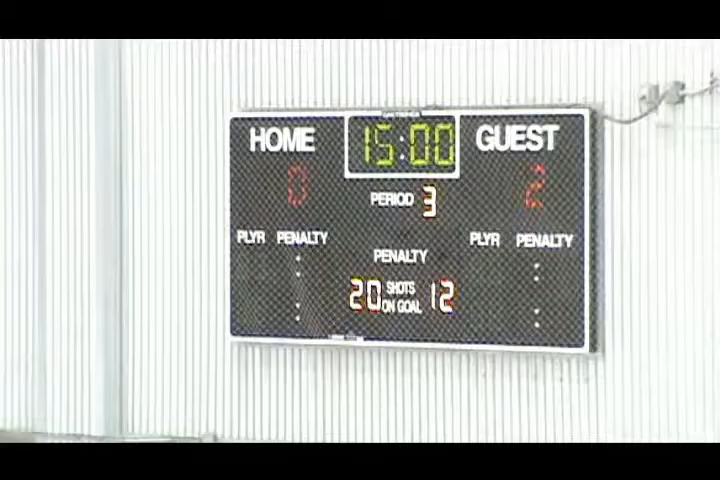 HOME 15:00 GUEST
0 2
PERIOD 3
PLYR PENALTY PLYR PENALTY
PENALTY
20 SHOTS ON GOAL 12